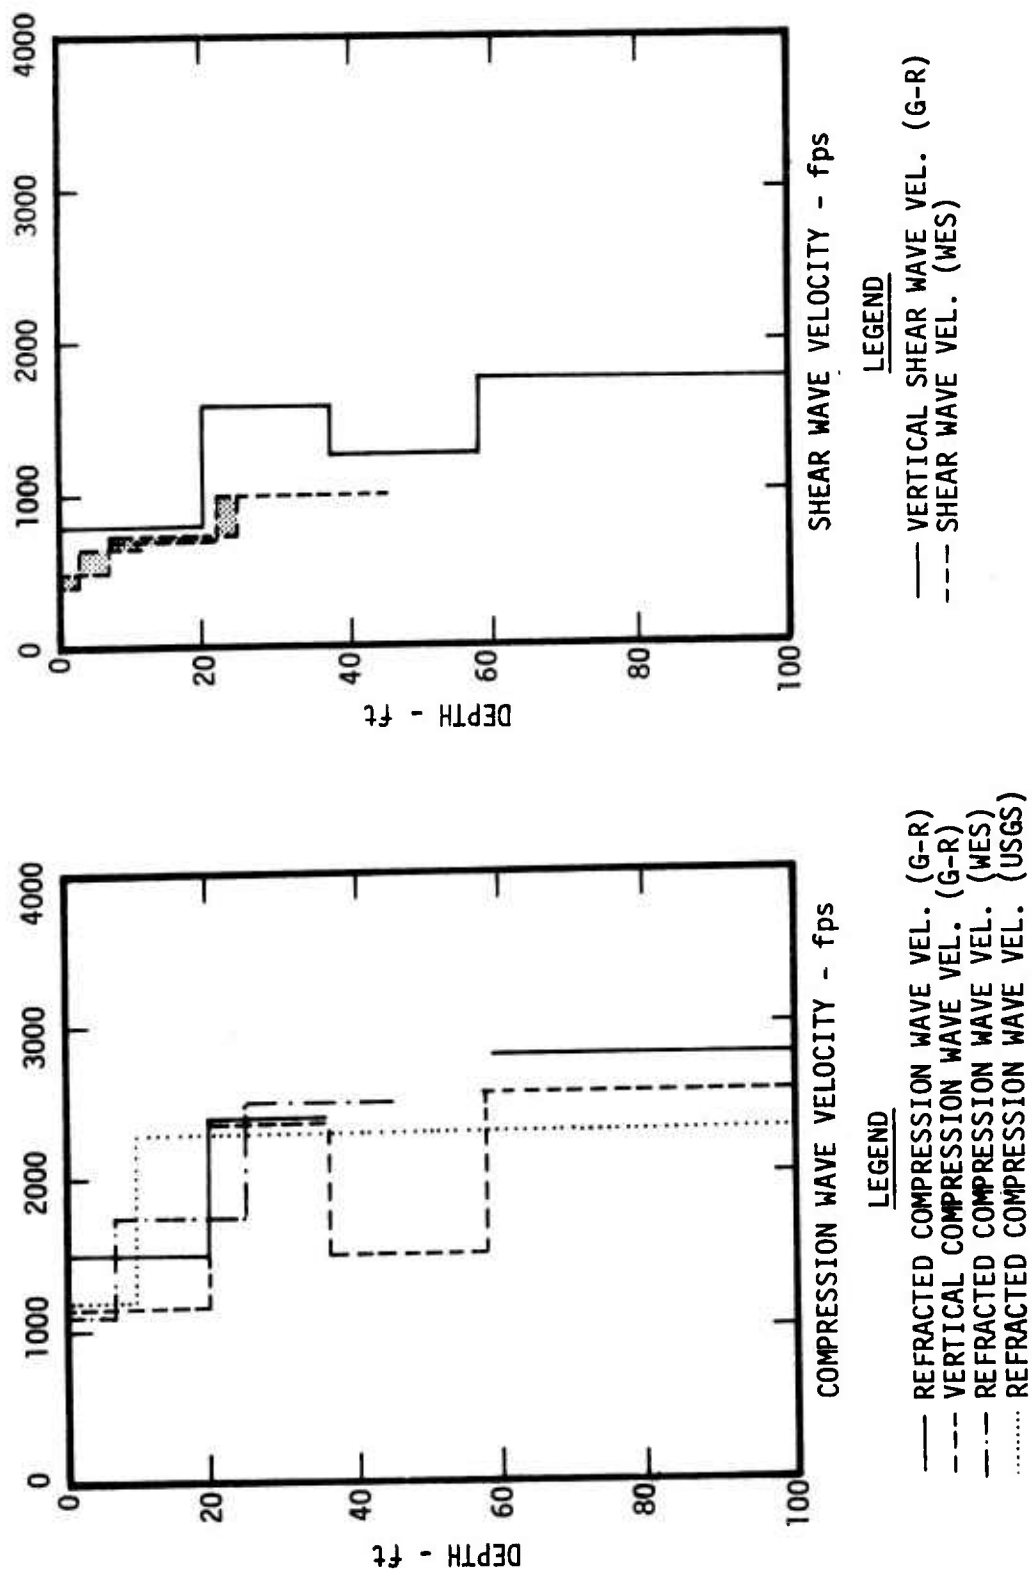 0 1000 2000 3000 4000
0
20
40
60
80
100
DEPTH - ft
COMPRESSION WAVE VELOCITY - fps
LEGEND
REFRACTED COMPRESSION WAVE VEL. (G-R)
VERTICAL COMPRESSION WAVE VEL. (G-R)
REFRACTED COMPRESSION WAVE VEL. (WES)
REFRACTED COMPRESSION WAVE VEL. (USGS)
0 1000 2000 3000 4000
0
20
40
60
80
100
DEPTH - ft
SHEAR WAVE VELOCITY - fps
LEGEND
VERTICAL SHEAR WAVE VEL. (G-R)
SHEAR WAVE VEL. (WES)